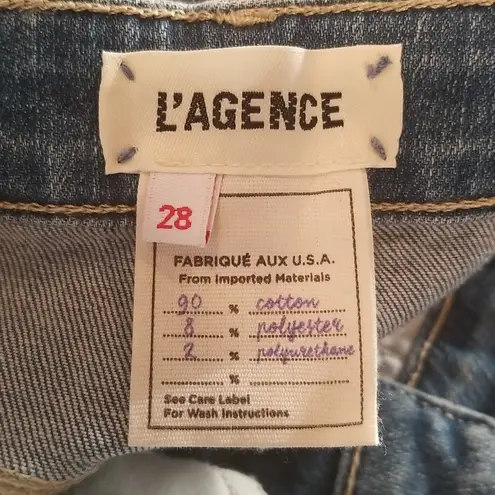 L'AGENCE
28
FABRIQUÉ AUX U.S.A.
From Imported Materials
90 % cotton
8 % polyester
2 % polyurethane
%
See Care Label
For Wash Instructions